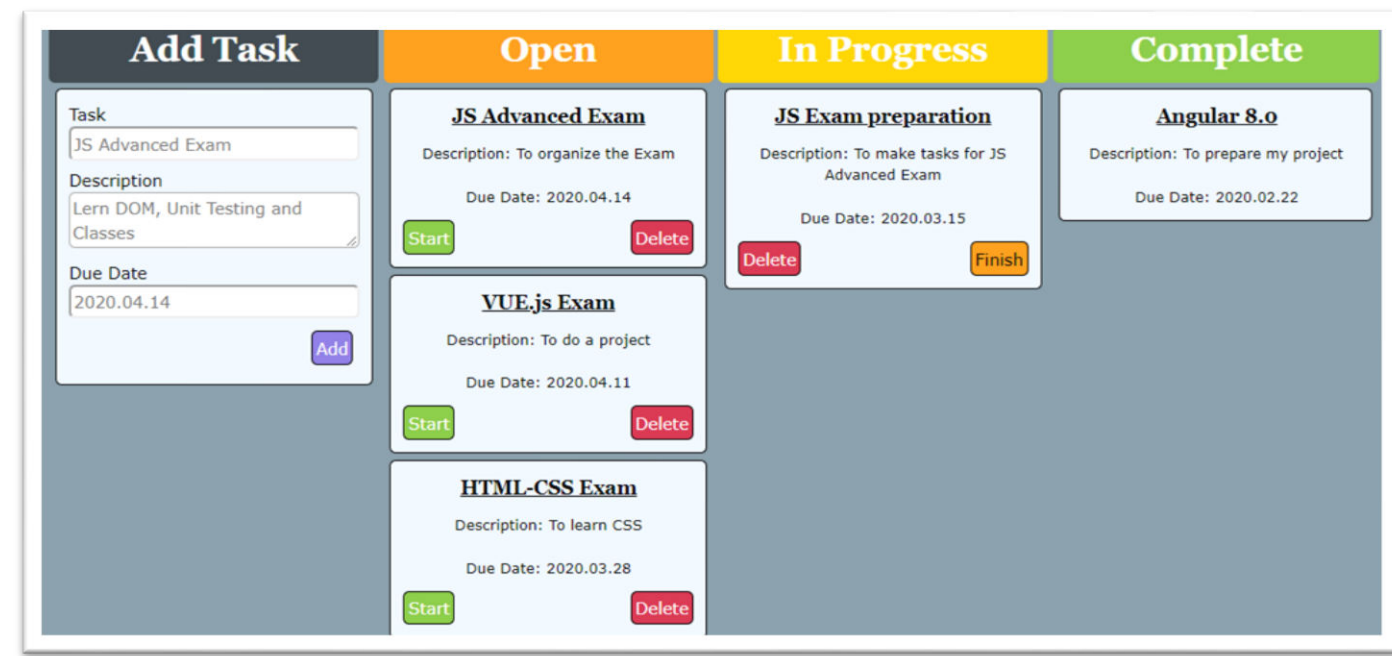 Add Task
Task
JS Advanced Exam
Description
Lern DOM, Unit Testing and
Classes
Due Date
2020.04.14
Add
Open
JS Advanced Exam
Description: To organize the Exam
Due Date: 2020.04.14
Start
Delete
VUE.js Exam
Description: To do a project
Due Date: 2020.04.11
Start
Delete
HTML-CSS Exam
Description: To learn CSS
Due Date: 2020.03.28
Start
Delete
In Progress
JS Exam preparation
Description: To make tasks for JS
Advanced Exam
Due Date: 2020.03.15
Delete
Finish
Complete
Angular 8.0
Description: To prepare my project
Due Date: 2020.02.22